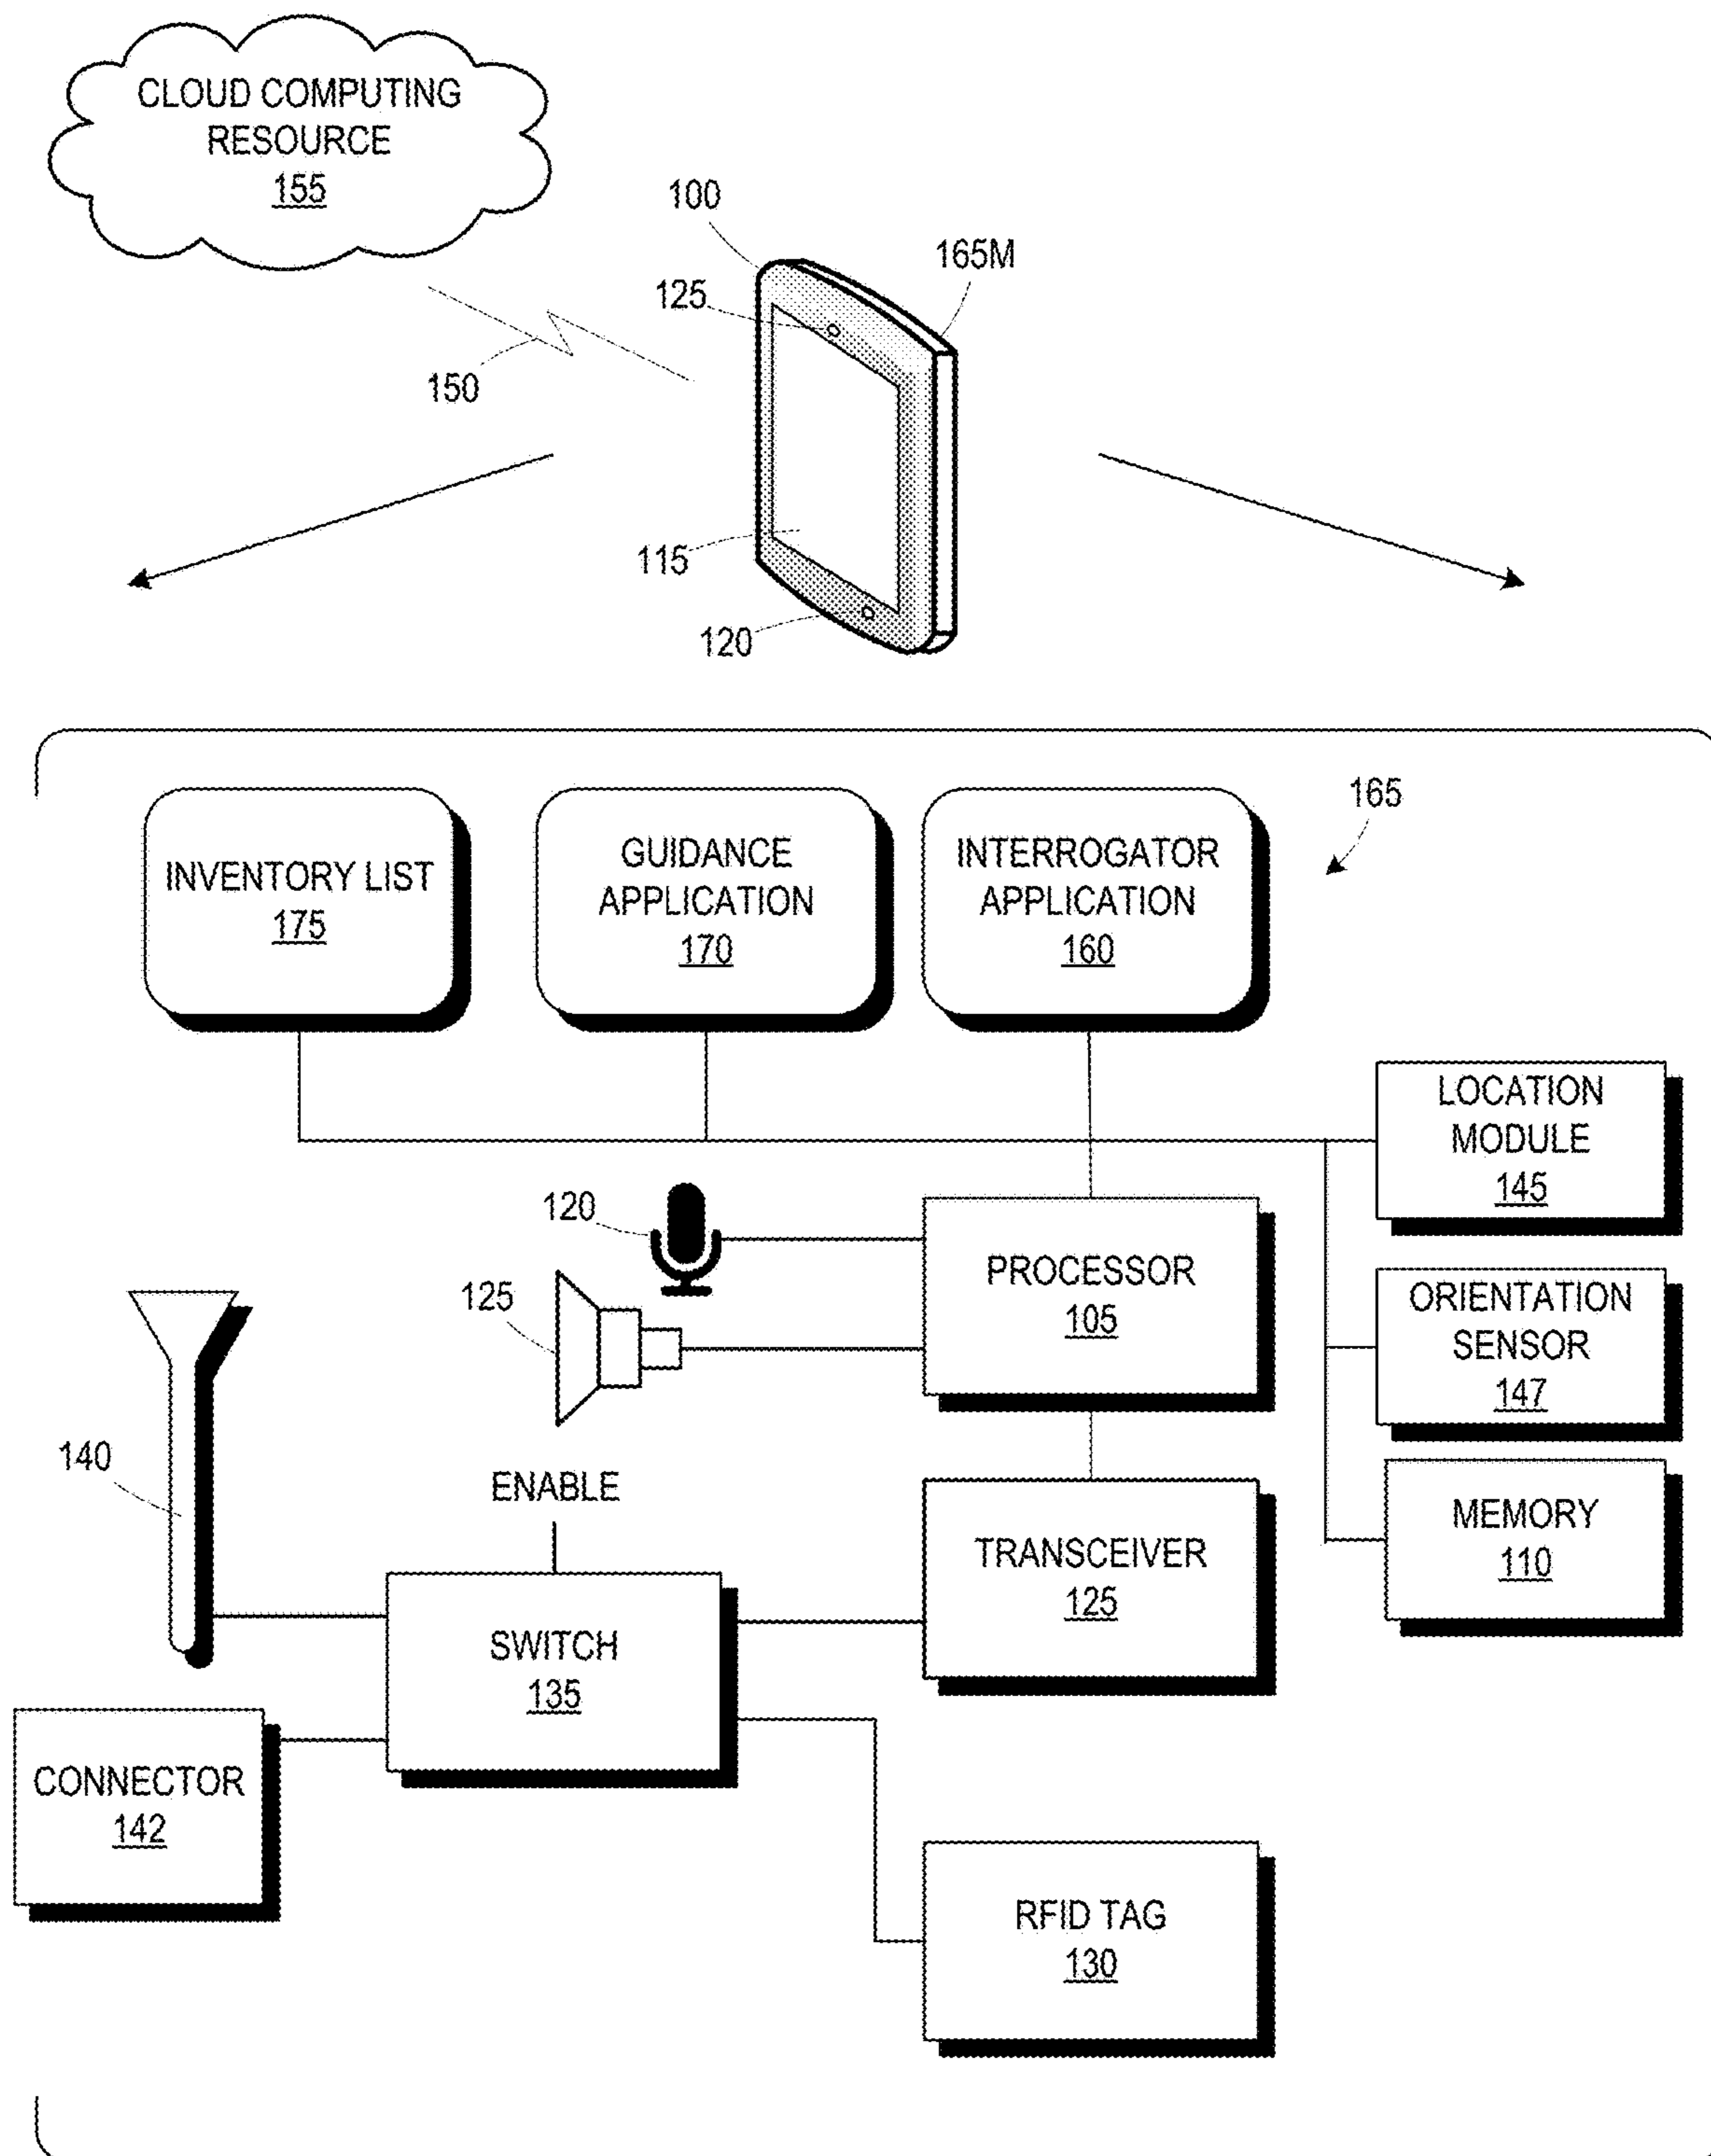 CLOUD COMPUTING
RESOURCE
155
100
165M
125
150
115
120
165
INVENTORY LIST
175
GUIDANCE
APPLICATION
170
INTERROGATOR
APPLICATION
160
LOCATION
MODULE
145
120
PROCESSOR
105
125
ORIENTATION
SENSOR
147
140
ENABLE
TRANSCEIVER
125
MEMORY
110
SWITCH
135
CONNECTOR
142
RFID TAG
130